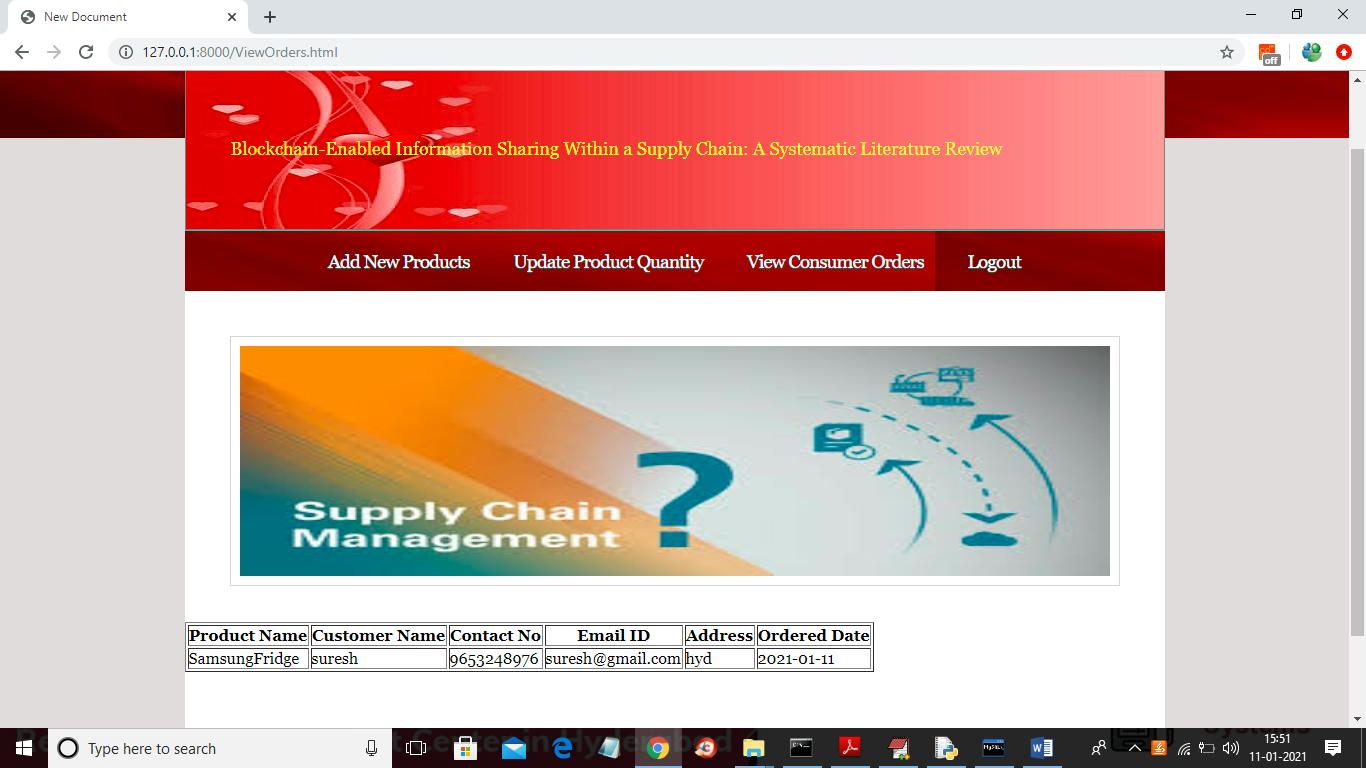 New Document
127.0.0.1:8000/ViewOrders.html
off
Blockchain-Enabled Information Sharing Within a Supply Chain: A Systematic Literature Review
Add New Products Update Product Quantity View Consumer Orders Logout
Supply Chain
Management
?
Product Name Customer Name Contact No Email ID Address Ordered Date
SamsungFridge suresh 9653248976 suresh@gmail.com hyd 2021-01-11
Type here to search
15:51
11-01-2021